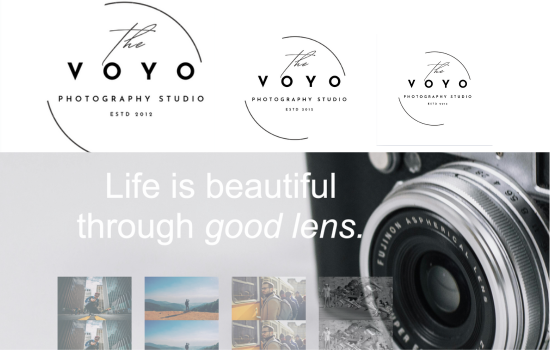 the
VOYO
PHOTOGRAPHY STUDIO
ESTD 2012
the
VOYO
PHOTOGRAPHY STUDIO
ESTD 2012
the
VOYO
PHOTOGRAPHY STUDIO
ESTD 2012
Life is beautiful
through good lens.
FUJINON ASPHERICAL LENS